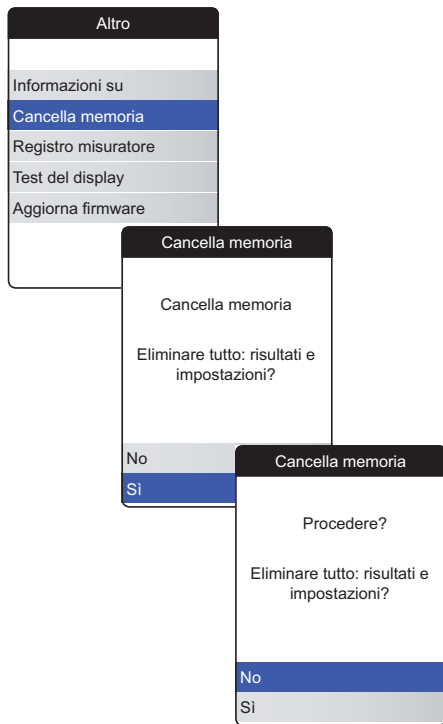 Altro
Informazioni su
Cancella memoria
Registro misuratore
Test del display
Aggiorna firmware
Cancella memoria
Cancella memoria
Eliminare tutto: risultati e
impostazioni?
No
Sì
Cancella memoria
Procedere?
Eliminare tutto: risultati e
impostazioni?
No
Sì